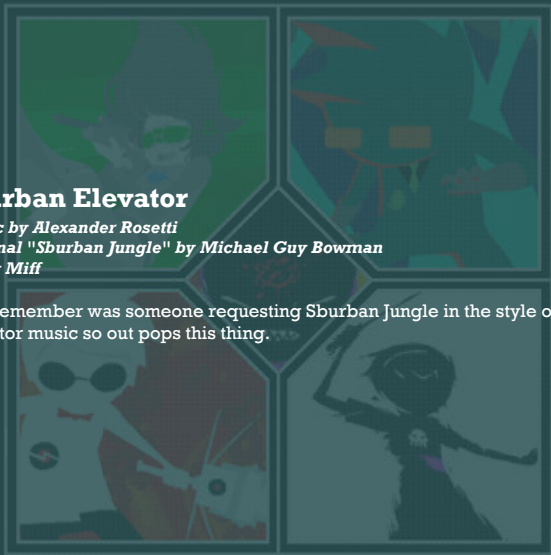 rban Elevator
c by Alexander Rosetti
nal "Sburban Jungle" by Michael Guy Bowman
Miff
emember was someone requesting Sburban Jungle in the style o
tor music so out pops this thing.